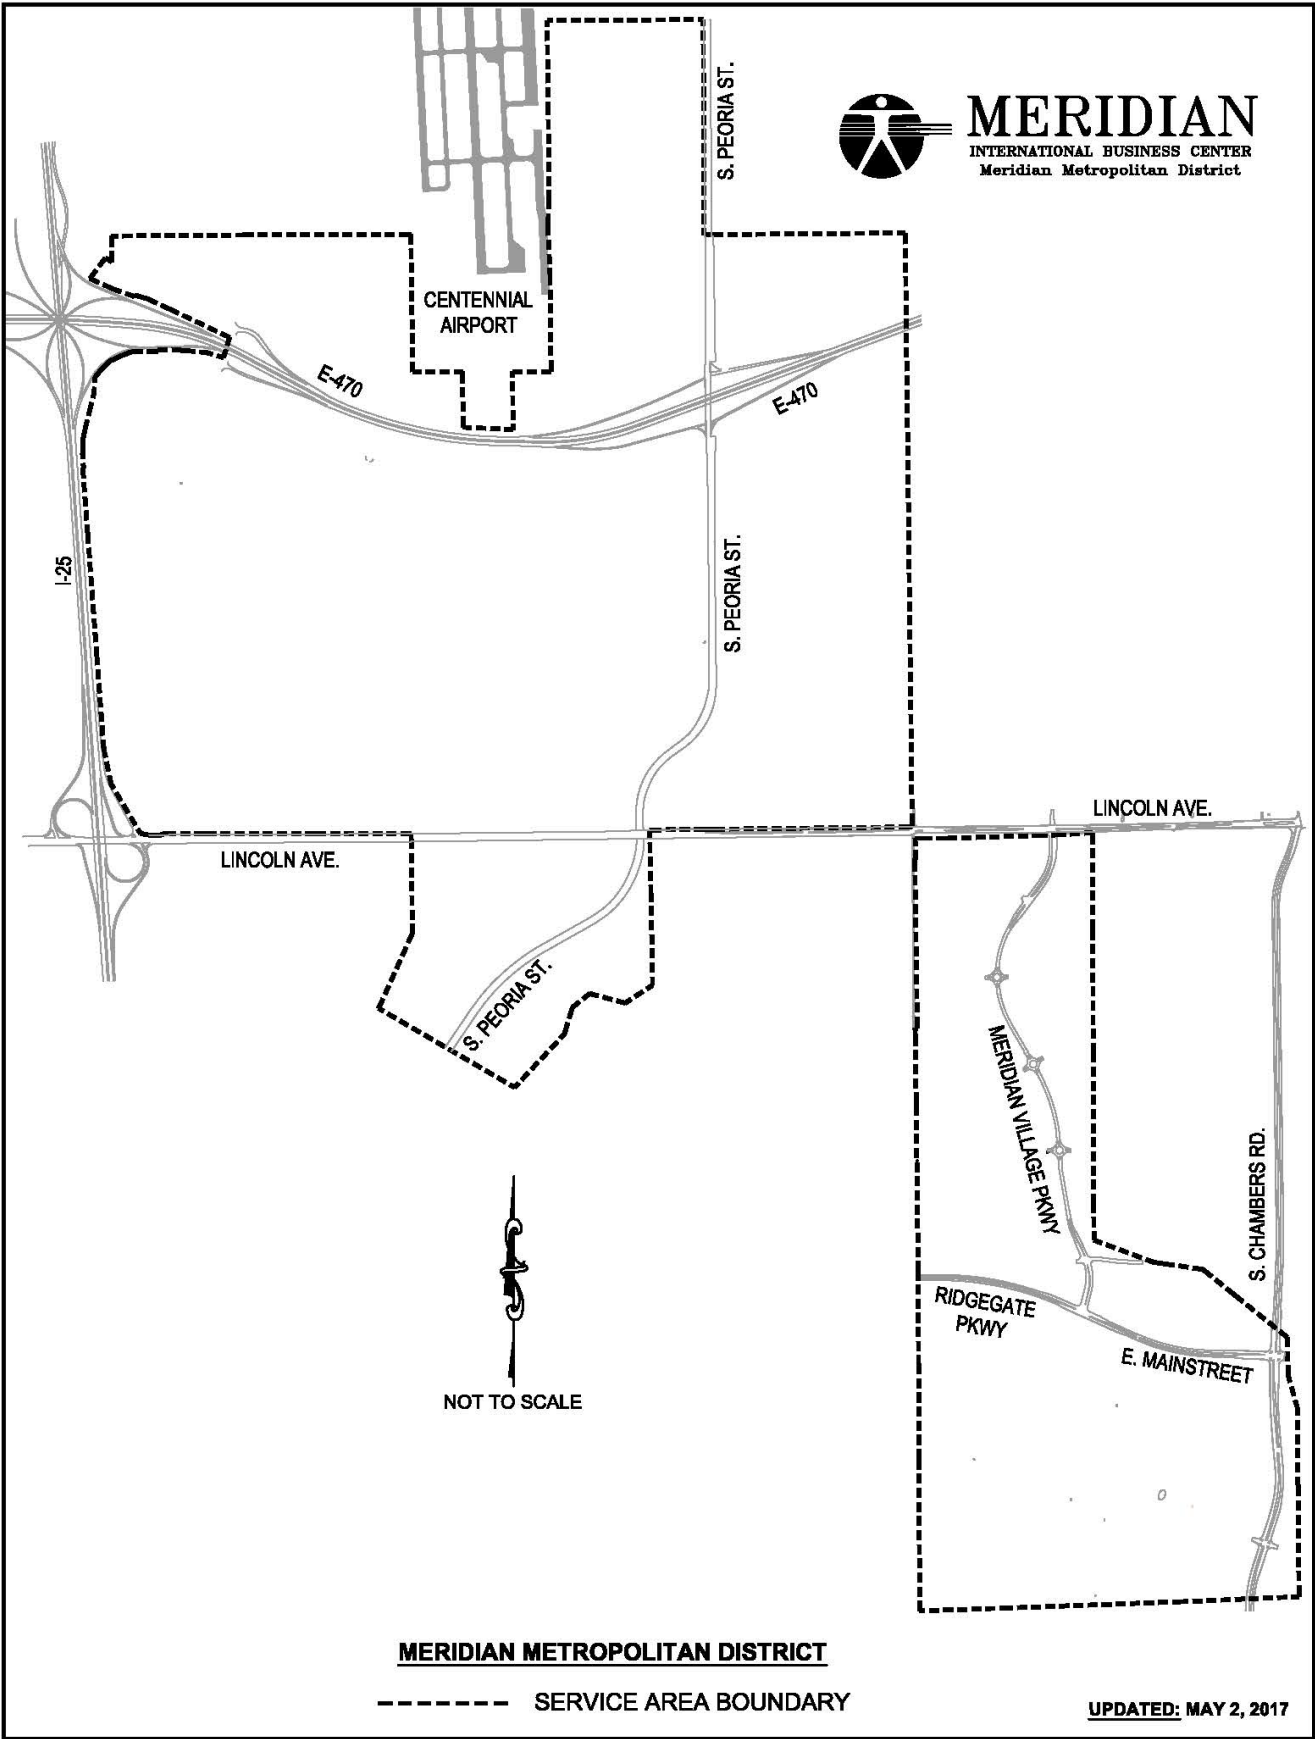 S. PEORIA ST.
MERIDIAN
INTERNATIONAL BUSINESS CENTER
Meridian Metropolitan District
CENTENNIAL
AIRPORT
E-470
E-470
I-25
S. PEORIA ST.
LINCOLN AVE.
LINCOLN AVE.
S. PEORIA ST.
MERIDIAN VILLAGE PKWY
S. CHAMBERS RD.
RIDGEGATE
PKWY
E. MAINSTREET
NOT TO SCALE
MERIDIAN METROPOLITAN DISTRICT
SERVICE AREA BOUNDARY
UPDATED: MAY 2, 2017